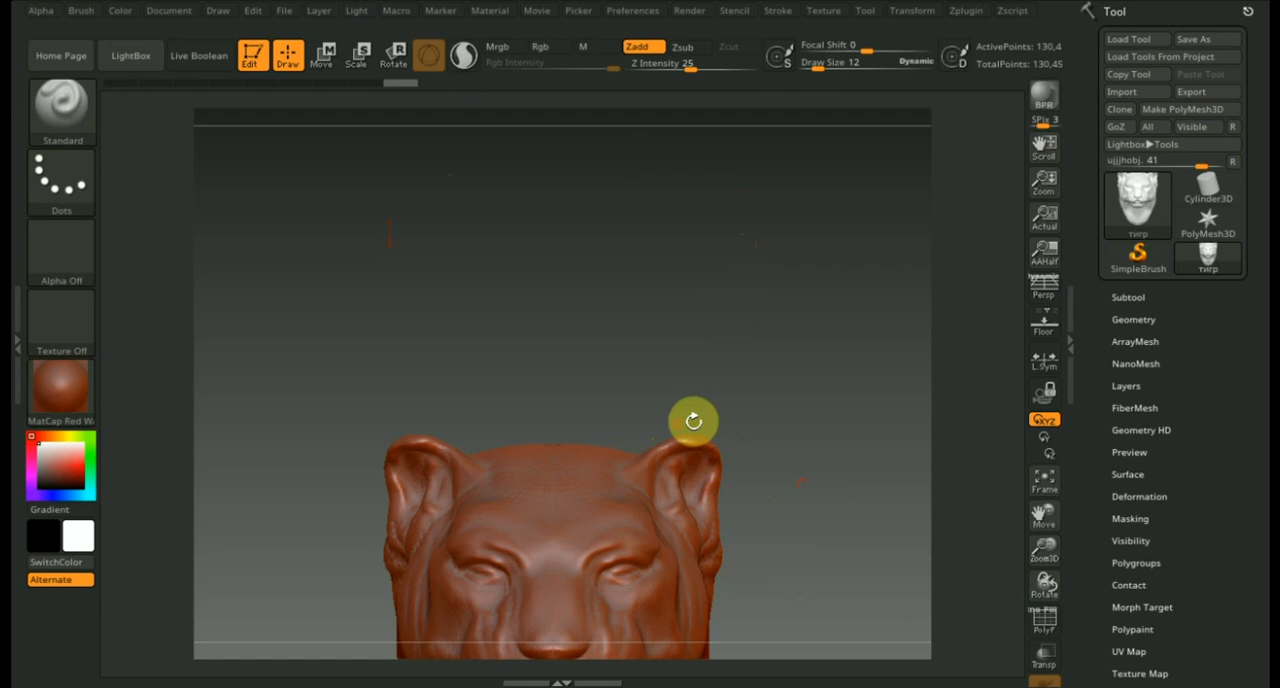 Alpha Brush Color Document Draw Edit File Layer Light Macro Marker Material Movie Picker Preferences Render Stencil Stroke Texture Tool Transform Zplugin Zscript
Home Page
LightBox
Live Boolean
Edit
Draw
Move
Scale
Rotate
Mrgb Rgb M
Rgb Intensity
Zadd Zsub Zcut
Z Intensity 25
S
Focal Shift 0
Draw Size 12 Dynamic
D
ActivePoints: 130,4
TotalPoints: 130,45
Standard
Dots
Alpha Off
Texture Off
MatCap Red W
Gradient
SwitchColor
Alternate
BPR
SPix 3
Scroll
Zoom
Actual
AAHalf
Dynamic
Persp
Floor
L.Sym
XYZ
Frame
Move
Zoom3D
Rotate
PolyF
Transp
Tool
Load Tool Save As
Load Tools From Project
Copy Tool Paste Tool
Import Export
Clone Make PolyMesh3D
GoZ All Visible R
Lightbox▶Tools
ujjjhobj. 41 R
тигр
Cylinder3D
PolyMesh3D
SimpleBrush
тигр
Subtool
Geometry
ArrayMesh
NanoMesh
Layers
FiberMesh
Geometry HD
Preview
Surface
Deformation
Masking
Visibility
Polygroups
Contact
Morph Target
Polypaint
UV Map
Texture Map